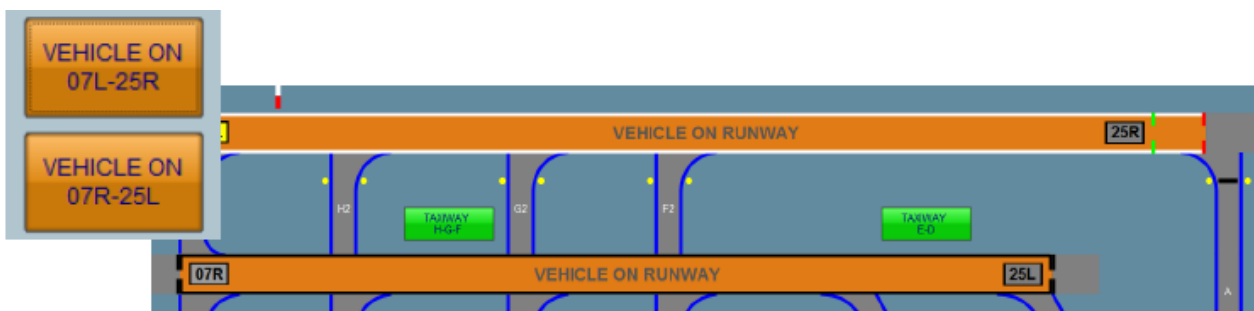 VEHICLE ON
07L-25R
VEHICLE ON
07R-25L
VEHICLE ON RUNWAY
25R
H2
TAXIWAY
H-G-F
G2
F2
TAXIWAY
E-D
07R
VEHICLE ON RUNWAY
25L
A